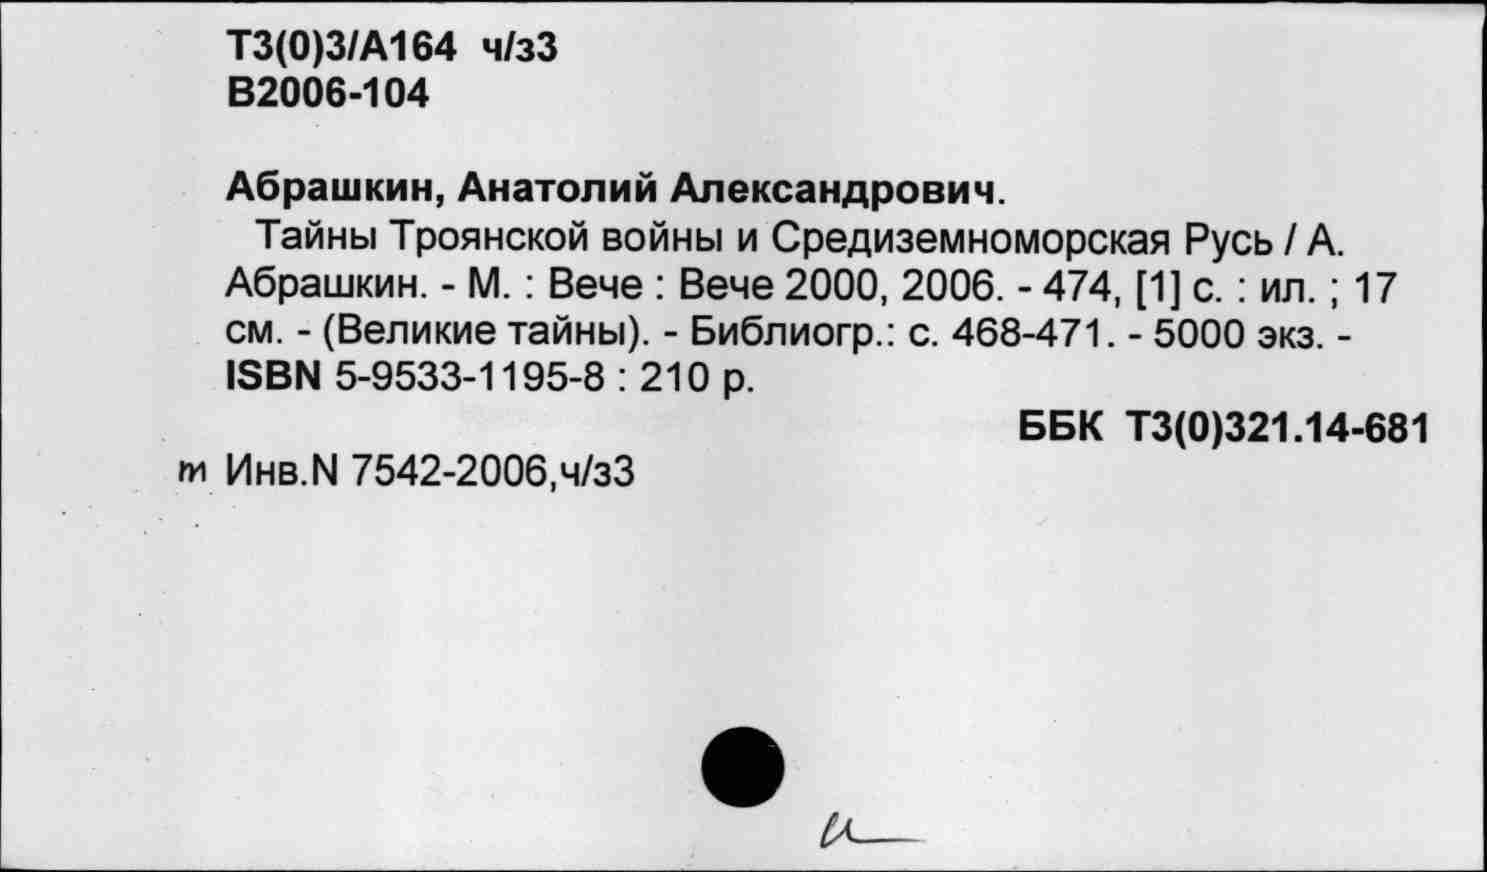 Т3(0)3/А164 ч/з3
В2006-104
Абрашкин, Анатолий Александрович.
Тайны Троянской войны и Средиземноморская Русь / А.
Абрашкин. - М. : Вече : Вече 2000, 2006. - 474, [1] с. : ил. ; 17
см. - (Великие тайны). - Библиогр.: с. 468-471. - 5000 экз. -
ISBN 5-9533-1195-8 : 210 р.
ББК Т3(0)321.14-681
т Инв.N 7542-2006,ч/з3